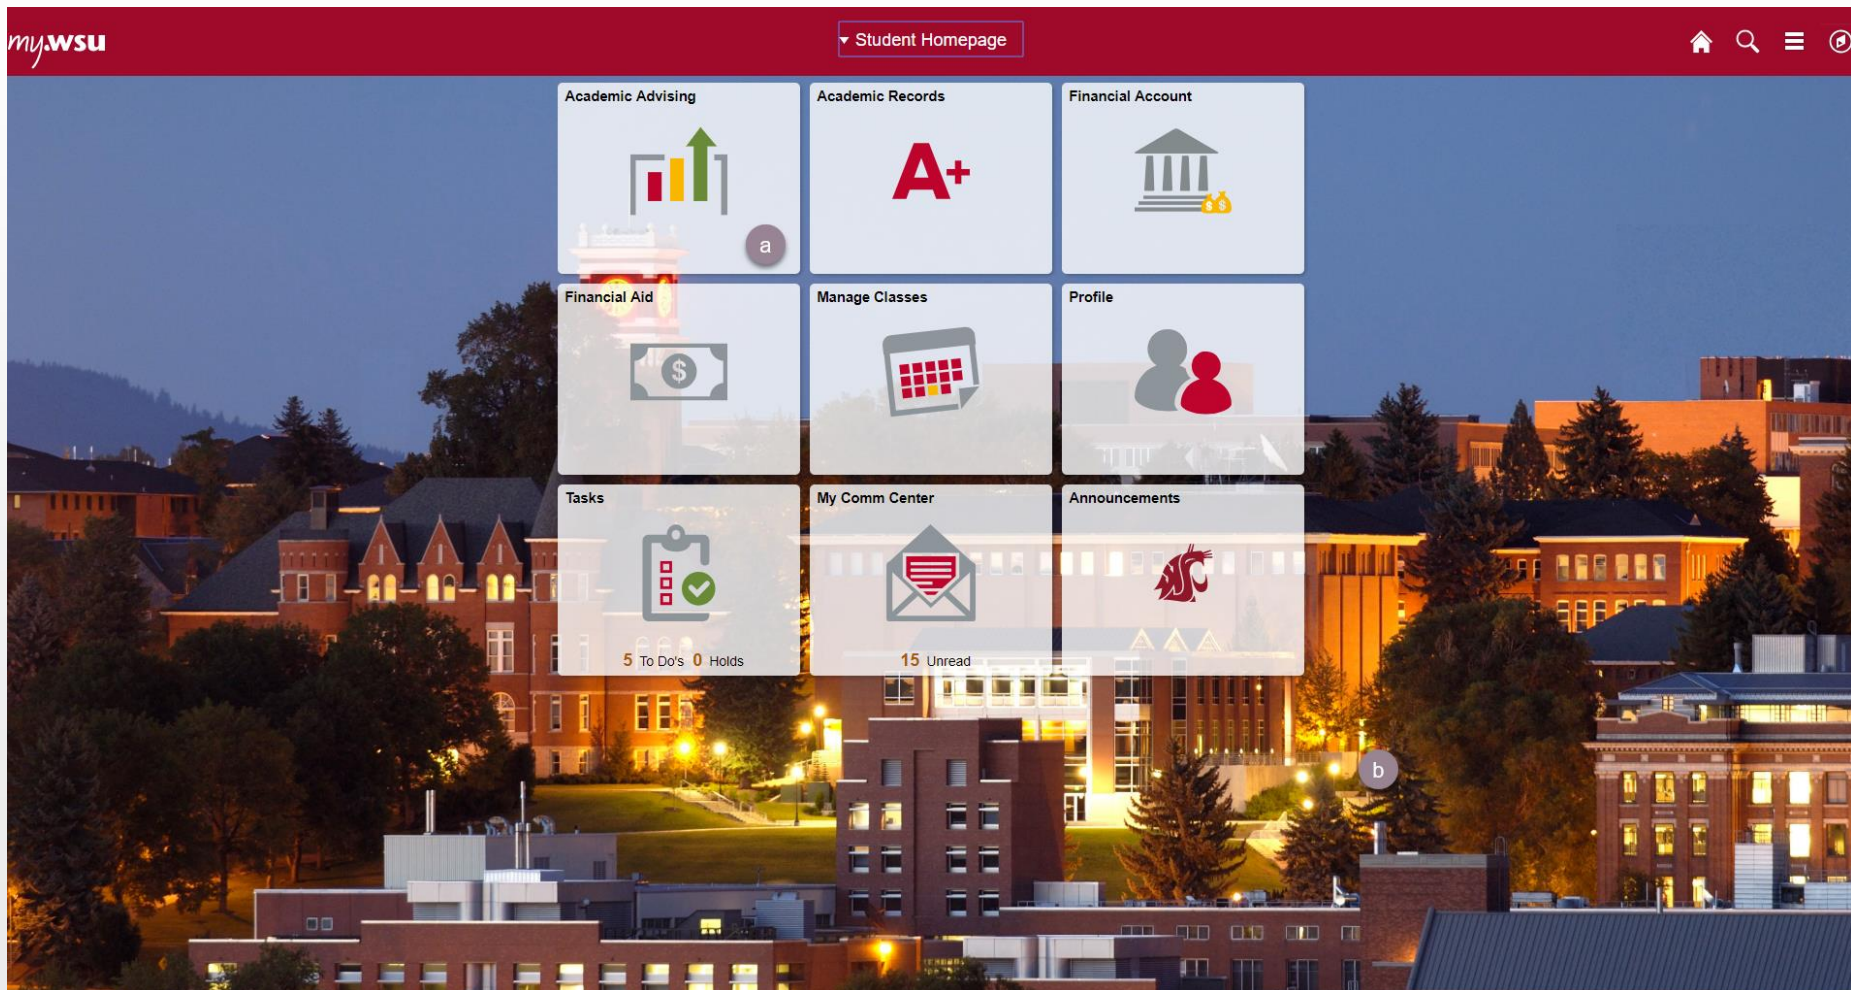 my.wsu
Student Homepage
Academic Advising
Academic Records
Financial Account
A+
$ $
a
Financial Aid
Manage Classes
Profile
$
Tasks
My Comm Center
Announcements
WSC
5 To Do's 0 Holds
15 Unread
b